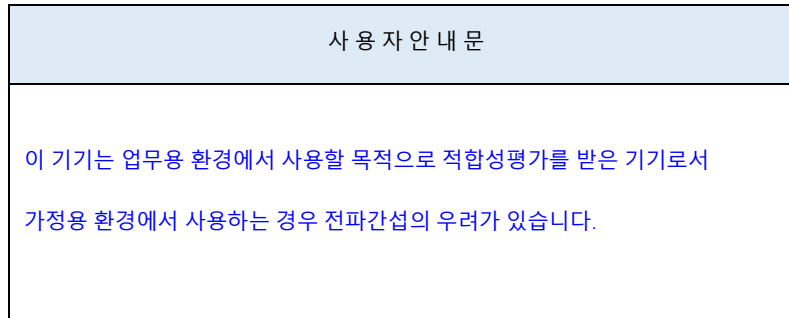 사 용 자 안 내 문
이 기기는 업무용 환경에서 사용할 목적으로 적합성평가를 받은 기기로서
가정용 환경에서 사용하는 경우 전파간섭의 우려가 있습니다.